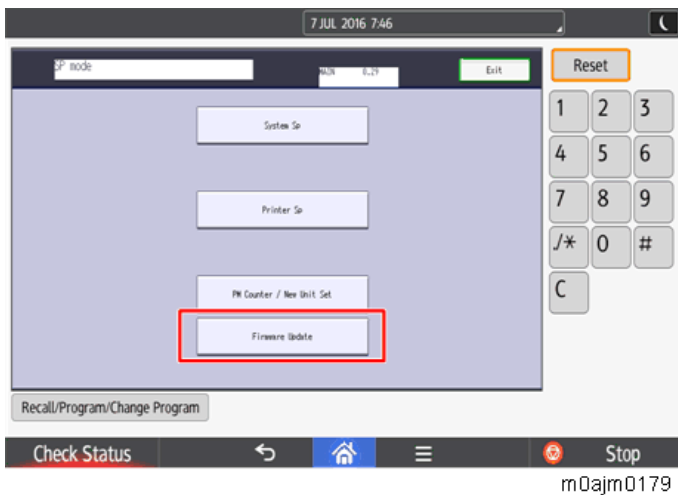 7 JUL 2016 7:46
SP mode
MAIN 0.29
Exit
Reset
System Sp
Printer Sp
PM Counter / New Unit Set
Firmware Update
1 2 3
4 5 6
7 8 9
./* 0 #
C
Recall/Program/Change Program
Check Status
Stop
m0ajm0179